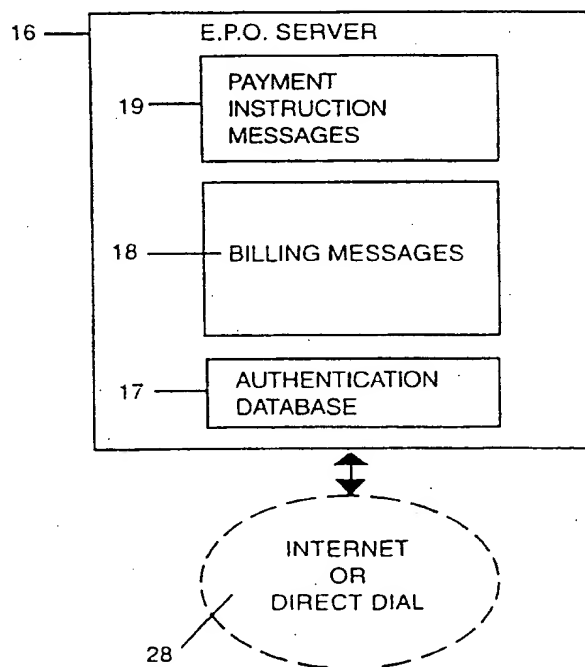 16
E.P.O. SERVER
19
PAYMENT
INSTRUCTION
MESSAGES
18
BILLING MESSAGES
17
AUTHENTICATION
DATABASE
INTERNET
OR
DIRECT DIAL
28